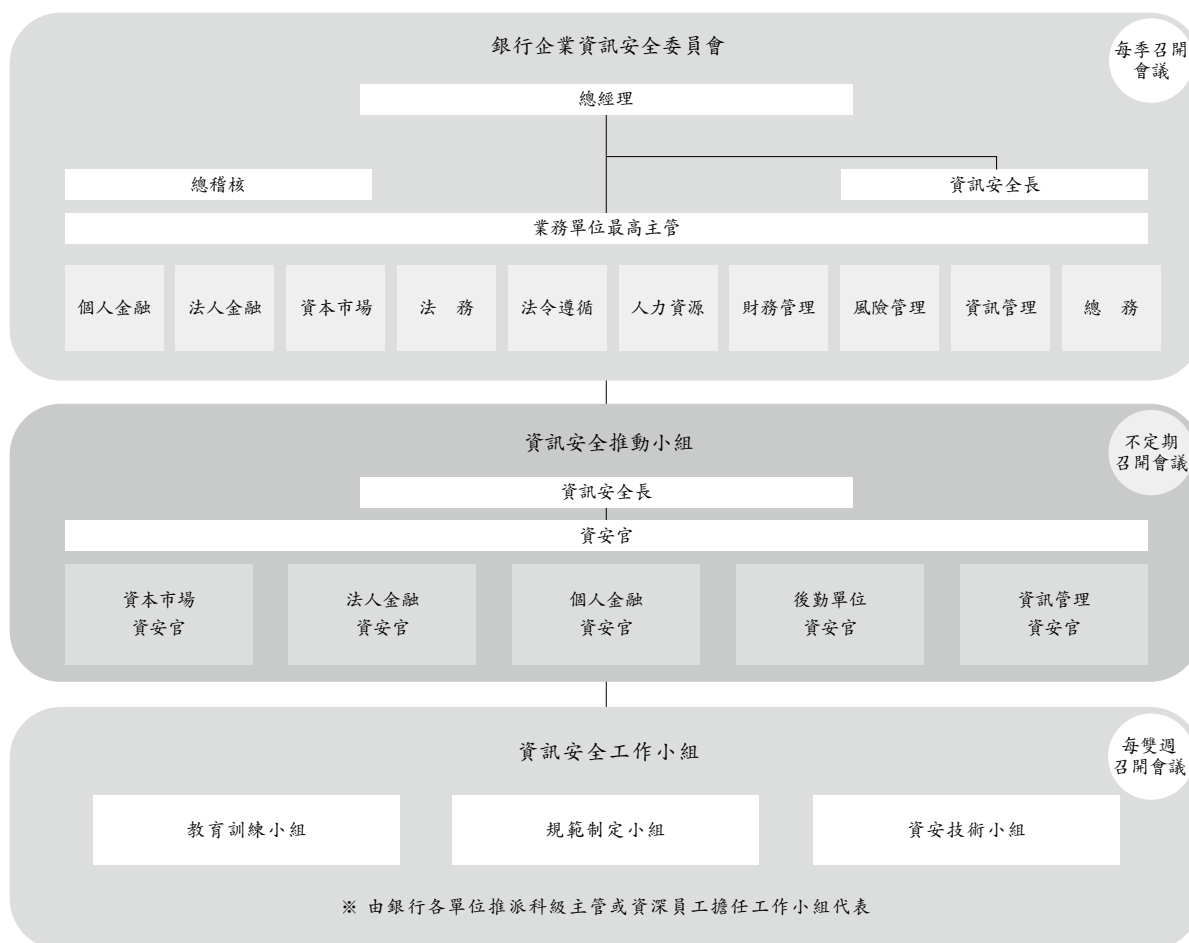 銀行企業資訊安全委員會
每季召開
會議
總經理
總稽核
資訊安全長
業務單位最高主管
個人金融
法人金融
資本市場
法　務
法令遵循
人力資源
財務管理
風險管理
資訊管理
總　務
資訊安全推動小組
不定期
召開會議
資訊安全長
資安官
資本市場
資安官
法人金融
資安官
個人金融
資安官
後勤單位
資安官
資訊管理
資安官
資訊安全工作小組
每雙週
召開會議
教育訓練小組
規範制定小組
資安技術小組
※ 由銀行各單位推派科級主管或資深員工擔任工作小組代表